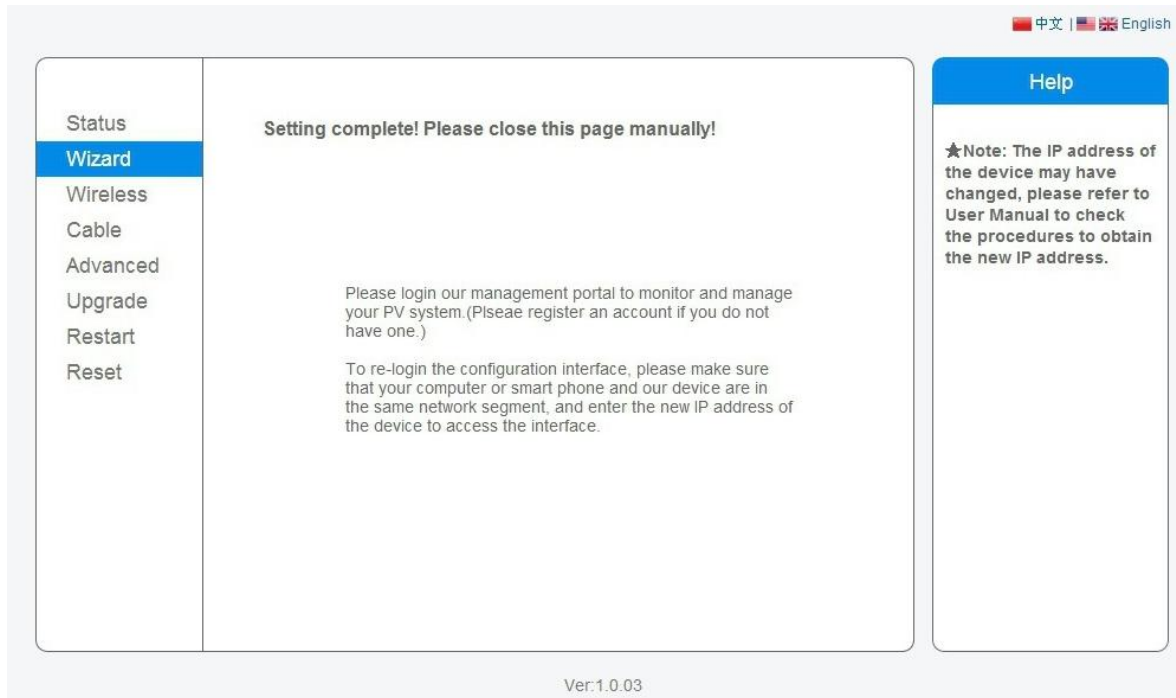 中文 | English
Status
Wizard
Wireless
Cable
Advanced
Upgrade
Restart
Reset
Setting complete! Please close this page manually!
Please login our management portal to monitor and manage
your PV system.(Plseae register an account if you do not
have one.)
To re-login the configuration interface, please make sure
that your computer or smart phone and our device are in
the same network segment, and enter the new IP address of
the device to access the interface.
Help
★Note: The IP address of
the device may have
changed, please refer to
User Manual to check
the procedures to obtain
the new IP address.
Ver:1.0.03